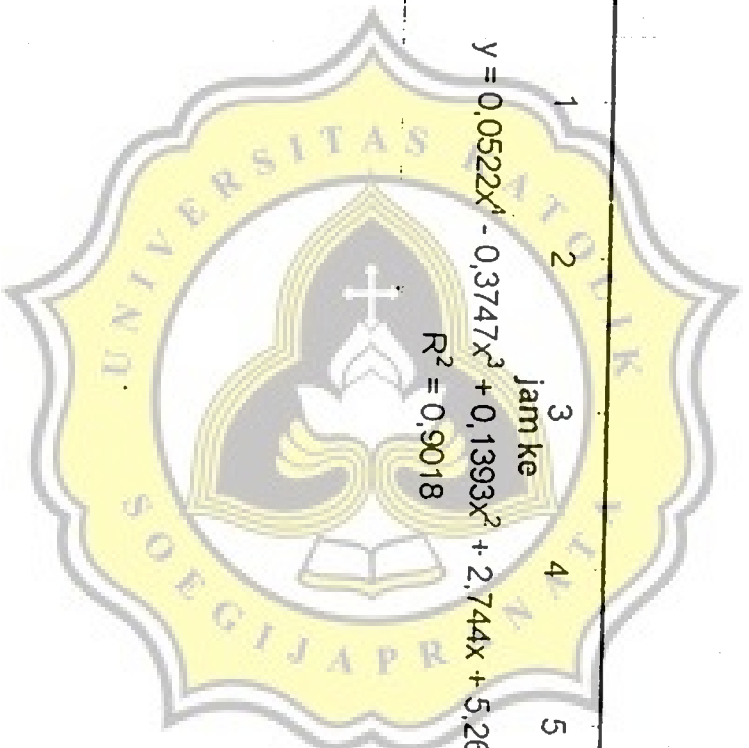 1 2 3 4 5
jam ke
y = 0,0522x⁴ - 0,3747x³ + 0,1393x² + 2,744x + 5,26
R² = 0,9018
UNIVERSITAS KATOLIK
SOEGIJAPRANATA